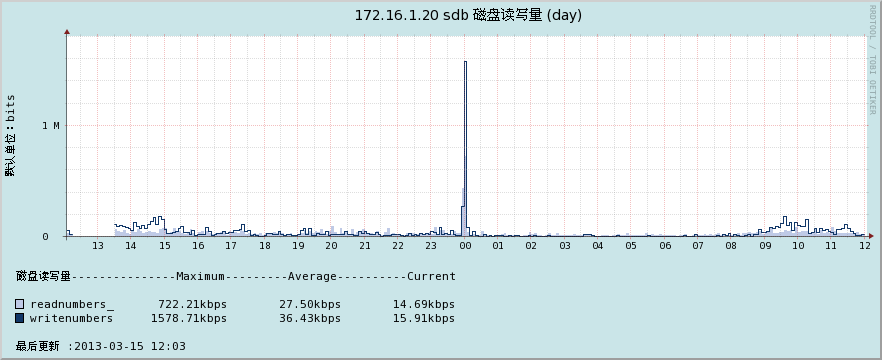 172.16.1.20 sdb 磁盘读写量 (day)
RRDTOOL / TOBI OETIKER
默认单位：bits
1 M
0
13 14 15 16 17 18 19 20 21 22 23 00 01 02 03 04 05 06 07 08 09 10 11 12
磁盘读写量---------------Maximum---------Average----------Current
readnumbers_ 722.21kbps 27.50kbps 14.69kbps
writenumbers 1578.71kbps 36.43kbps 15.91kbps
最后更新 :2013-03-15 12:03